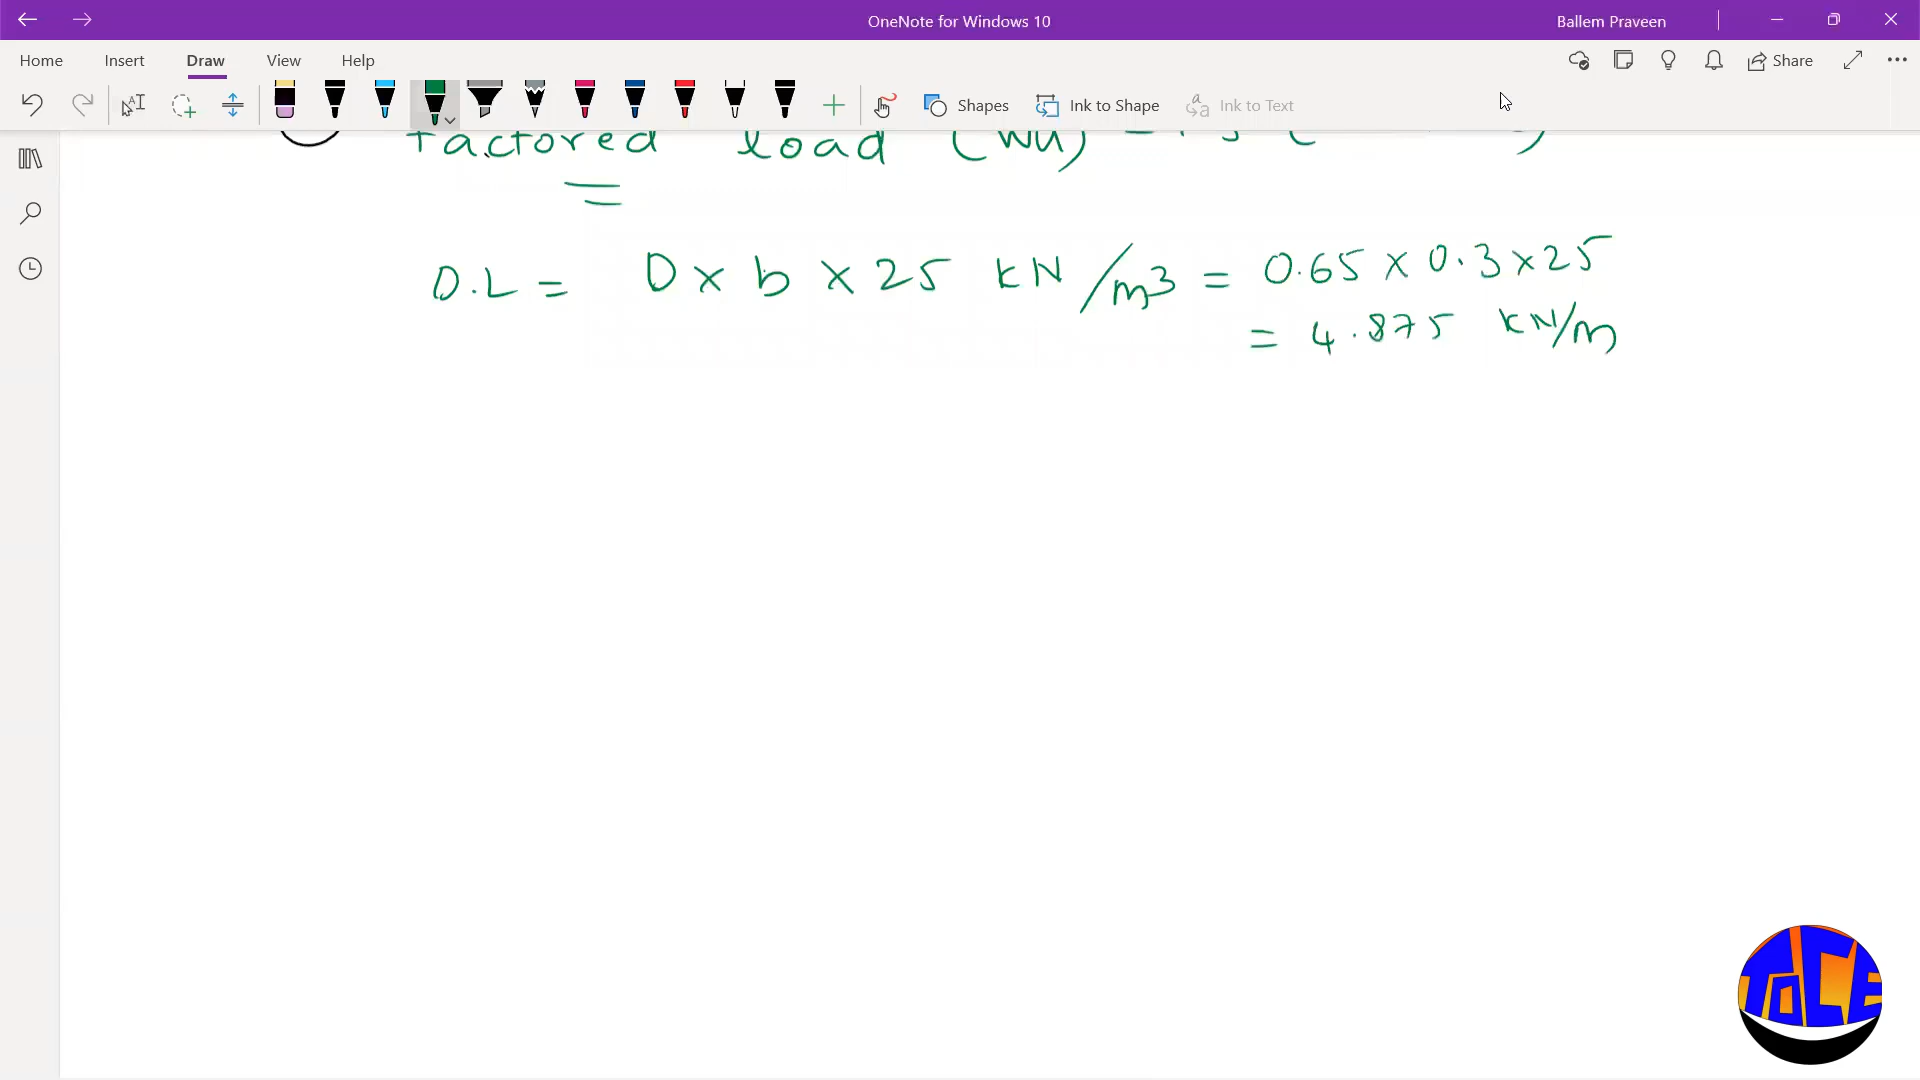 OneNote for Windows 10
Ballem Praveen
Home Insert Draw View Help
Share
Shapes Ink to Shape Ink to Text
factored load (Wu)
D.L = D x b x 25 kN/m3 = 0.65 x 0.3 x 25
= 4.875 kN/m